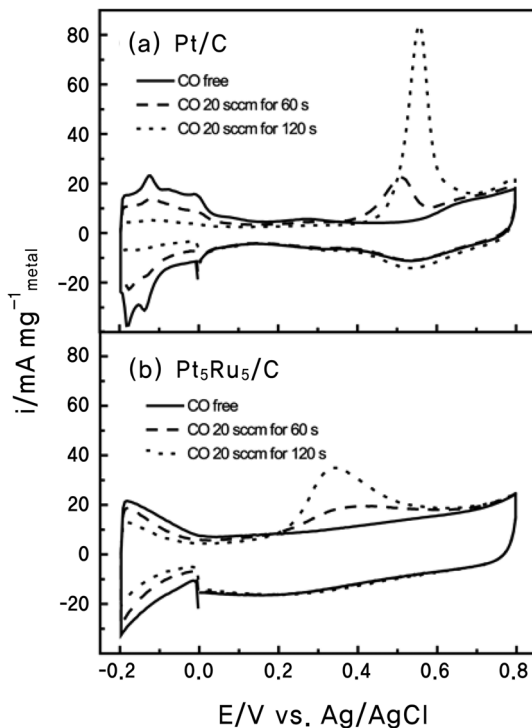 80
(a) Pt/C
60
CO free
CO 20 sccm for 60 s
40
CO 20 sccm for 120 s
20
0
-20
i/mA mg⁻¹metal
80
(b) Pt₅Ru₅/C
60
CO free
CO 20 sccm for 60 s
40
CO 20 sccm for 120 s
20
0
-20
-0.2 0.0 0.2 0.4 0.6 0.8
E/V vs. Ag/AgCl